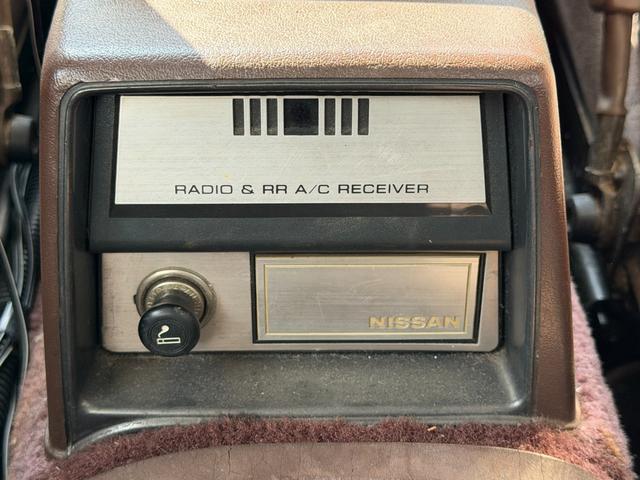 RADIO & RR A/C RECEIVER
NISSAN